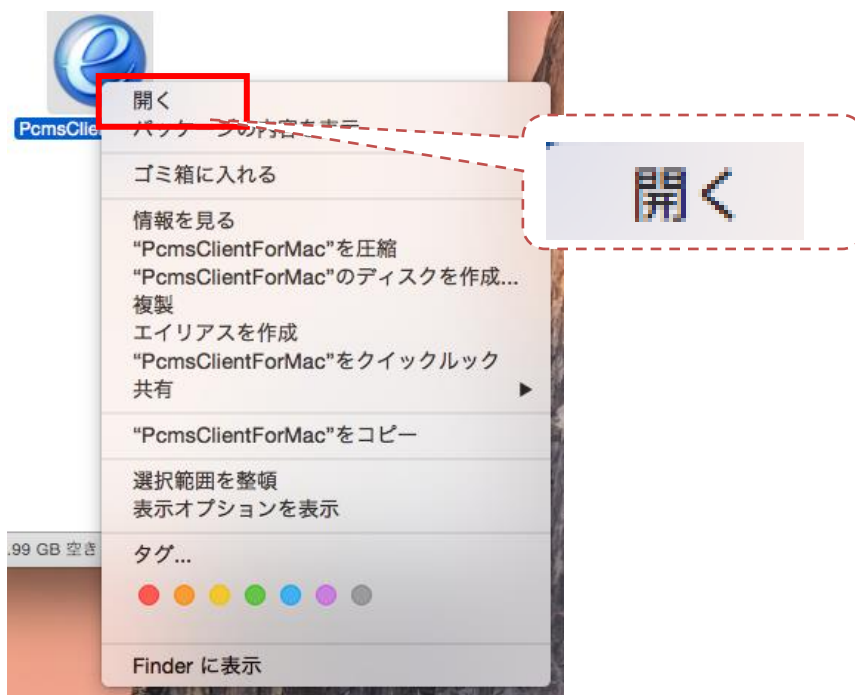 PcmsClie
開く
パッケージの内容を表示
ゴミ箱に入れる
情報を見る
“PcmsClientForMac”を圧縮
“PcmsClientForMac”のディスクを作成...
複製
エイリアスを作成
“PcmsClientForMac”をクイックルック
共有
“PcmsClientForMac”をコピー
選択範囲を整頓
表示オプションを表示
.99 GB 空き
タグ...
Finder に表示
開く